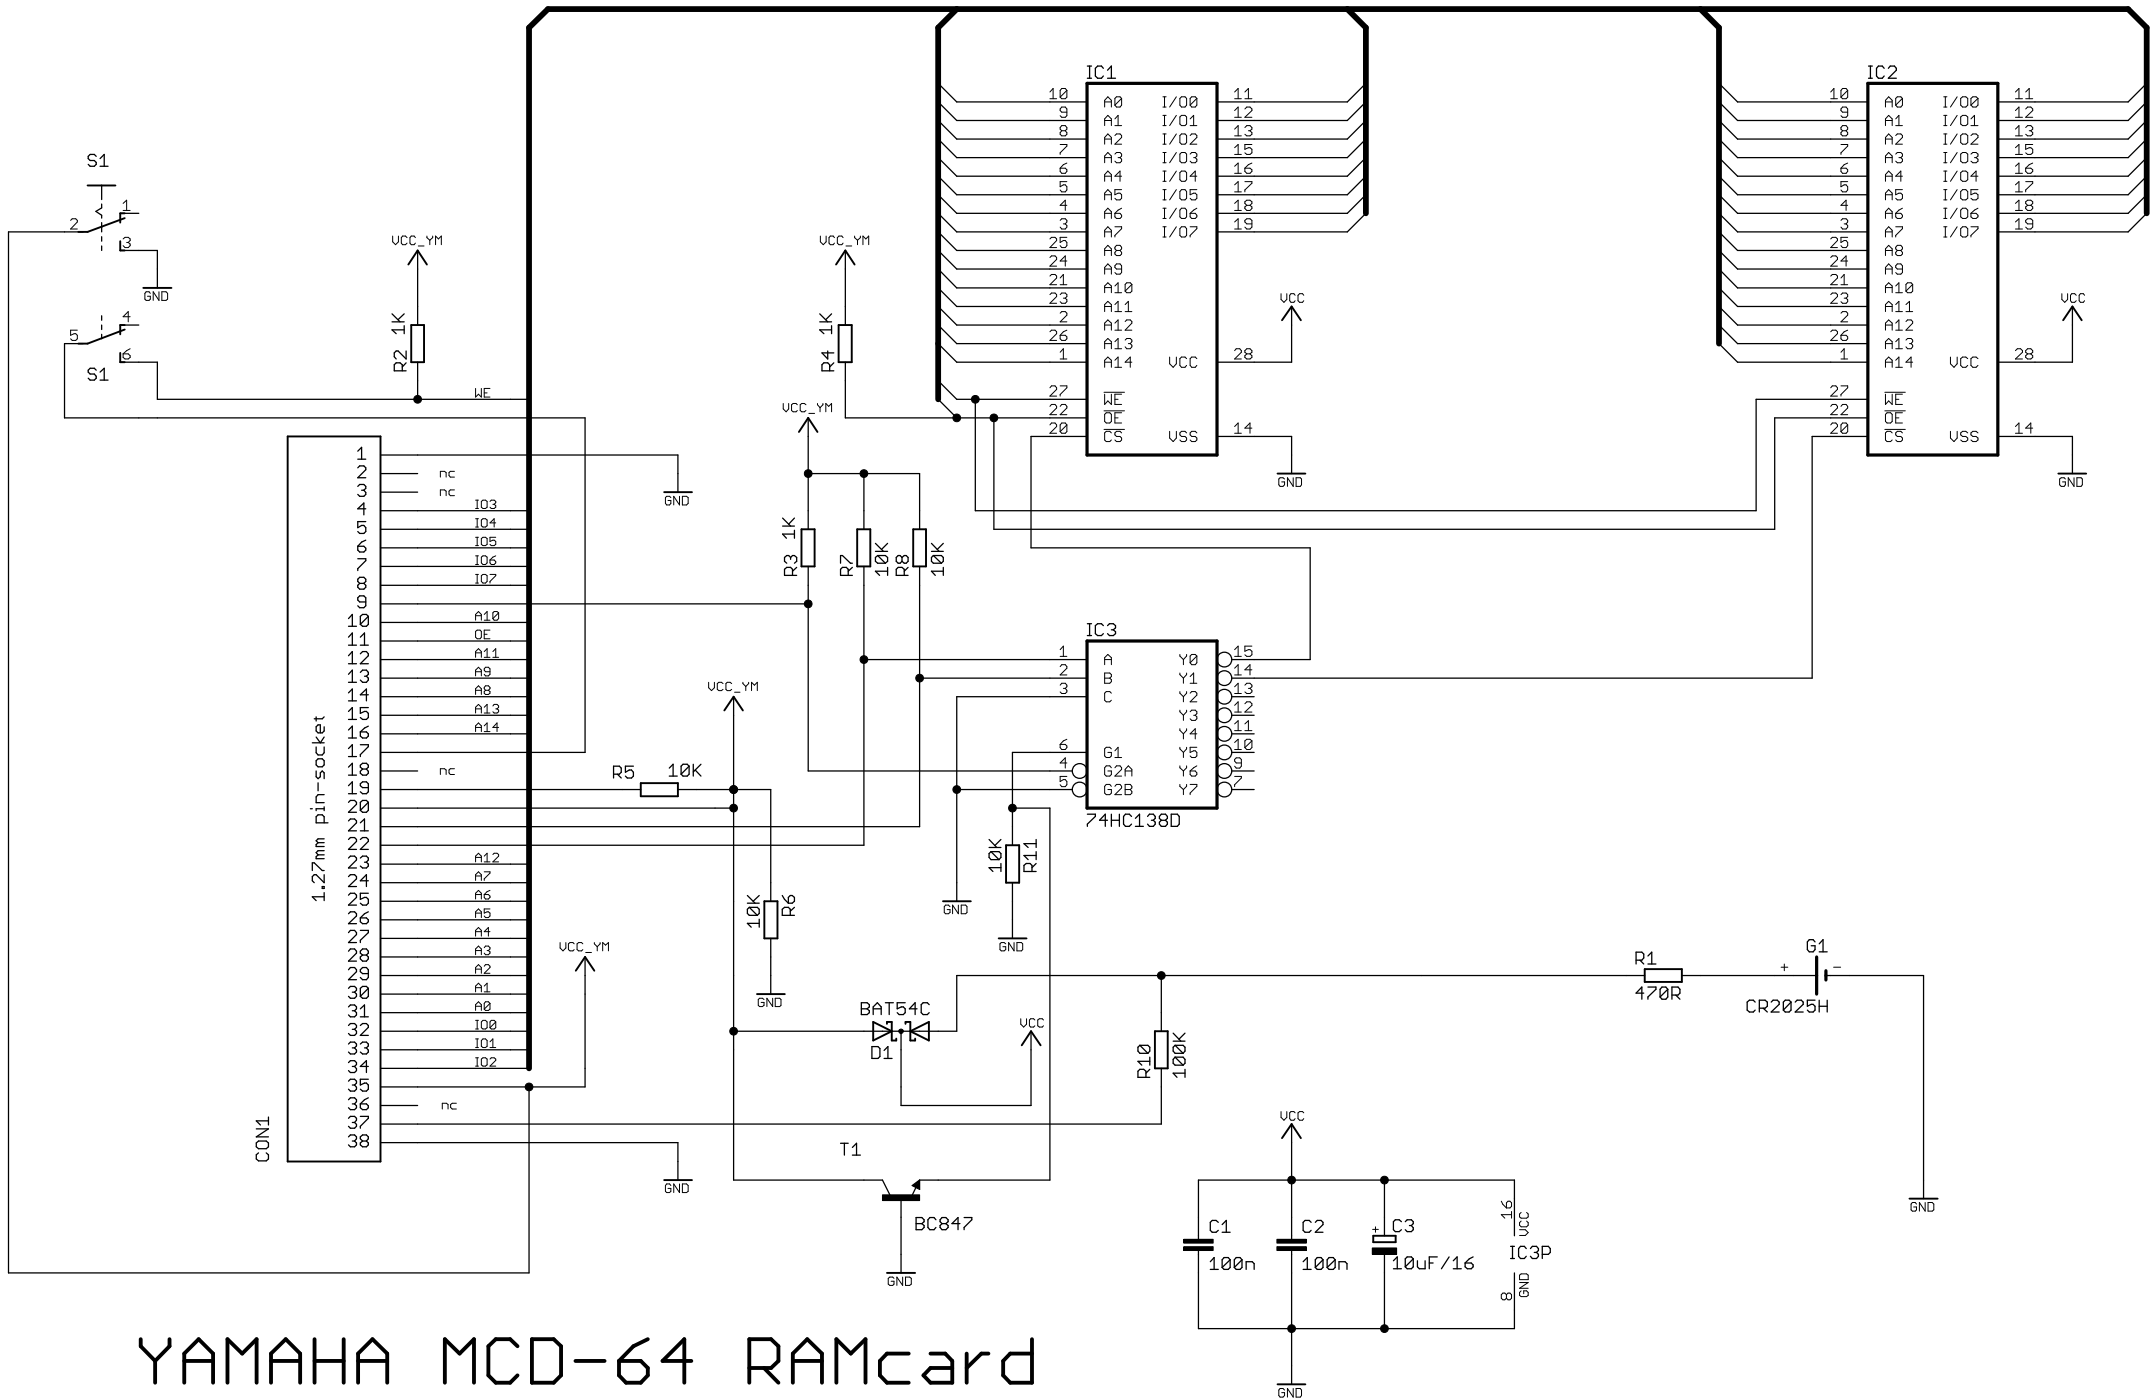 S1
1
2
3
GND
4
5
6
S1
VCC_YM
R2 1K
WE
VCC_YM
R4 1K
IC1
10 A0 I/O0 11
9 A1 I/O1 12
8 A2 I/O2 13
7 A3 I/O3 15
6 A4 I/O4 16
5 A5 I/O5 17
4 A6 I/O6 18
3 A7 I/O7 19
25 A8
24 A9
21 A10
23 A11
2 A12
26 A13
1 A14 VCC 28
27 WE
22 OE
20 CS VSS 14
VCC
GND
IC2
10 A0 I/O0 11
9 A1 I/O1 12
8 A2 I/O2 13
7 A3 I/O3 15
6 A4 I/O4 16
5 A5 I/O5 17
4 A6 I/O6 18
3 A7 I/O7 19
25 A8
24 A9
21 A10
23 A11
2 A12
26 A13
1 A14 VCC 28
27 WE
22 OE
20 CS VSS 14
VCC
GND
CON1
1.27mm pin-socket
1
2 nc
3 nc
4 IO3
5 IO4
6 IO5
7 IO6
8 IO7
9
10 A10
11 OE
12 A11
13 A9
14 A8
15 A13
16 A14
17
18 nc
19
20
21
22
23 A12
24 A7
25 A6
26 A5
27 A4
28 A3
29 A2
30 A1
31 A0
32 IO0
33 IO1
34 IO2
35
36 nc
37
38
GND
GND
VCC_YM
VCC_YM
R3 1K
R7 10K
R8 10K
VCC_YM
R5 10K
10K R6
GND
IC3
1 A Y0 15
2 B Y1 14
3 C Y2 13
Y3 12
Y4 11
6 G1 Y5 10
4 G2A Y6 9
5 G2B Y7 7
74HC138D
GND
10K R11
GND
BAT54C
D1
VCC
R10 100K
R1
470R
G1
+ -
CR2025H
GND
T1
BC847
GND
VCC
C1
100n
C2
100n
+ C3
10uF/16
16 VCC
IC3P
8 GND
GND
YAMAHA MCD-64 RAMcard